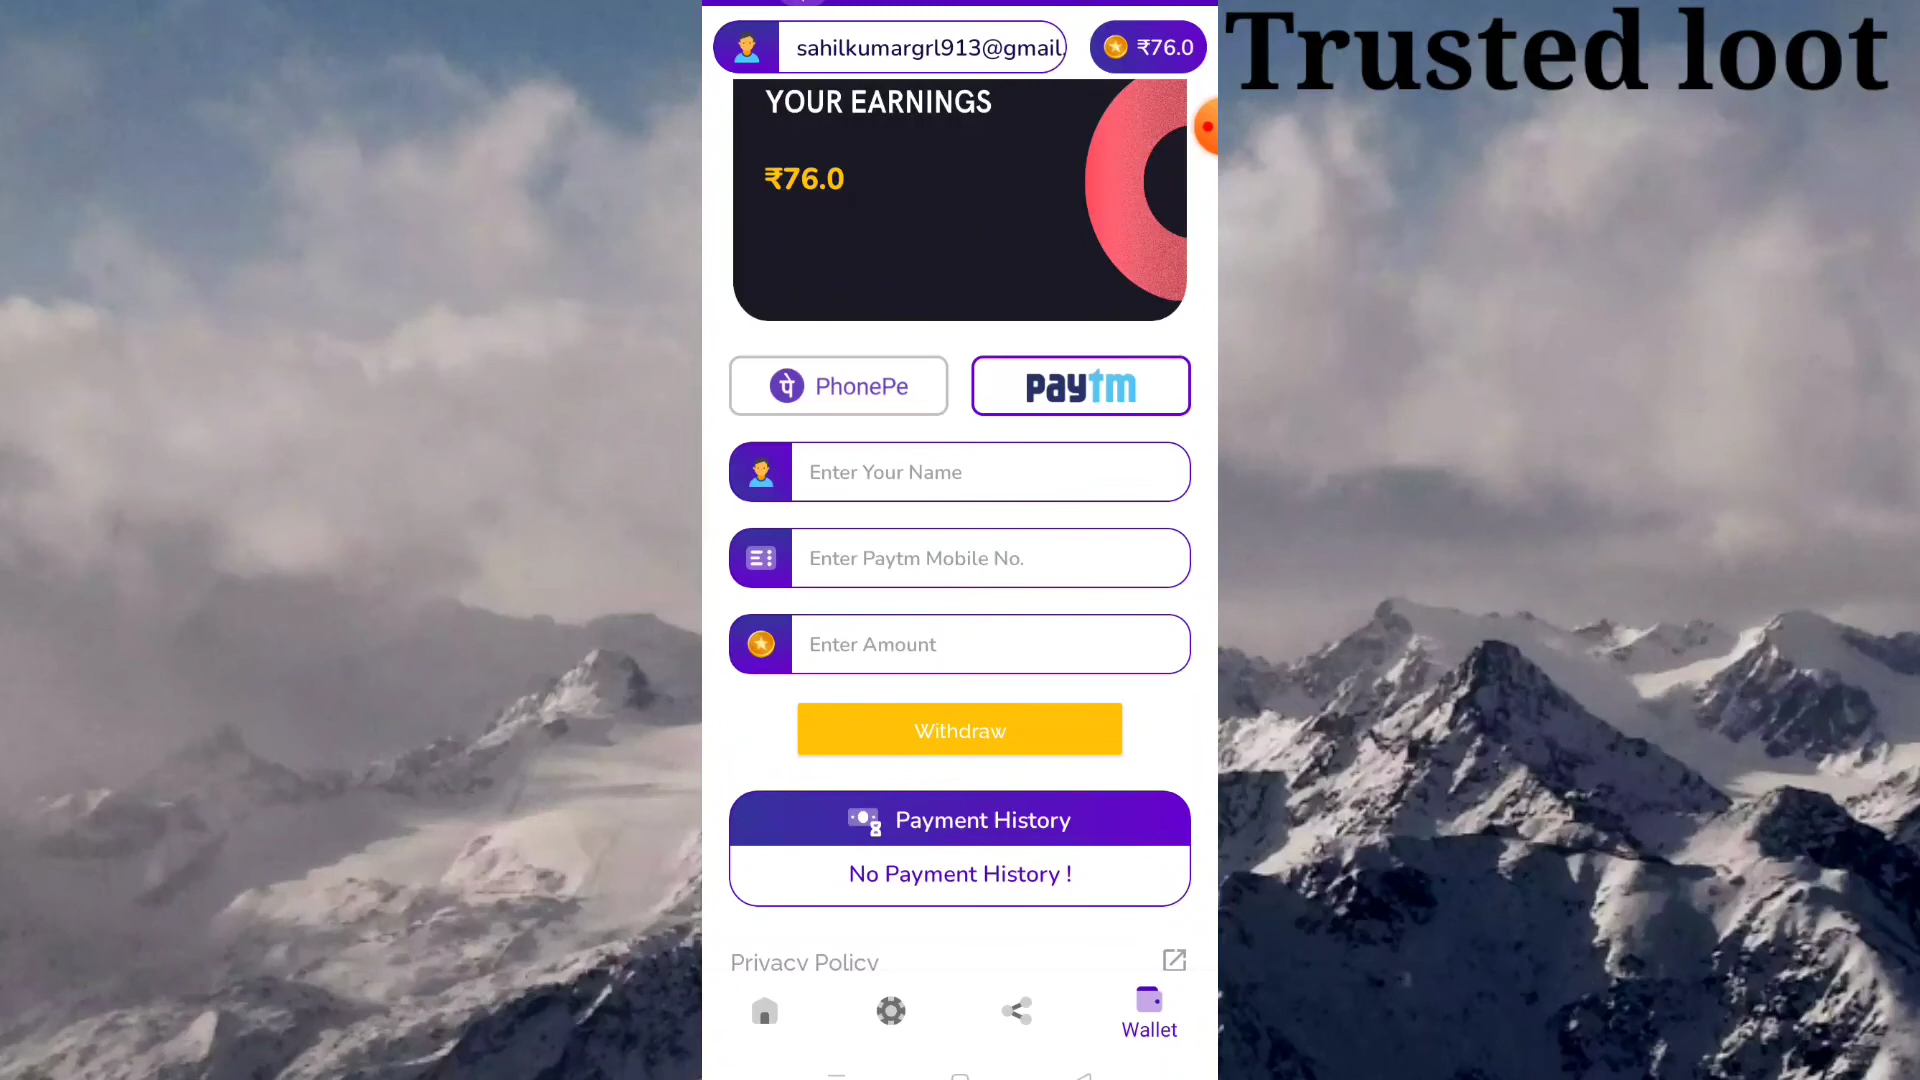 Trusted loot
sahilkumargrl913@gmail.
₹76.0
YOUR EARNINGS
₹76.0
पे PhonePe
paytm
Enter Your Name
Enter Paytm Mobile No.
Enter Amount
Withdraw
Payment History
No Payment History !
Privacy Policy
Wallet